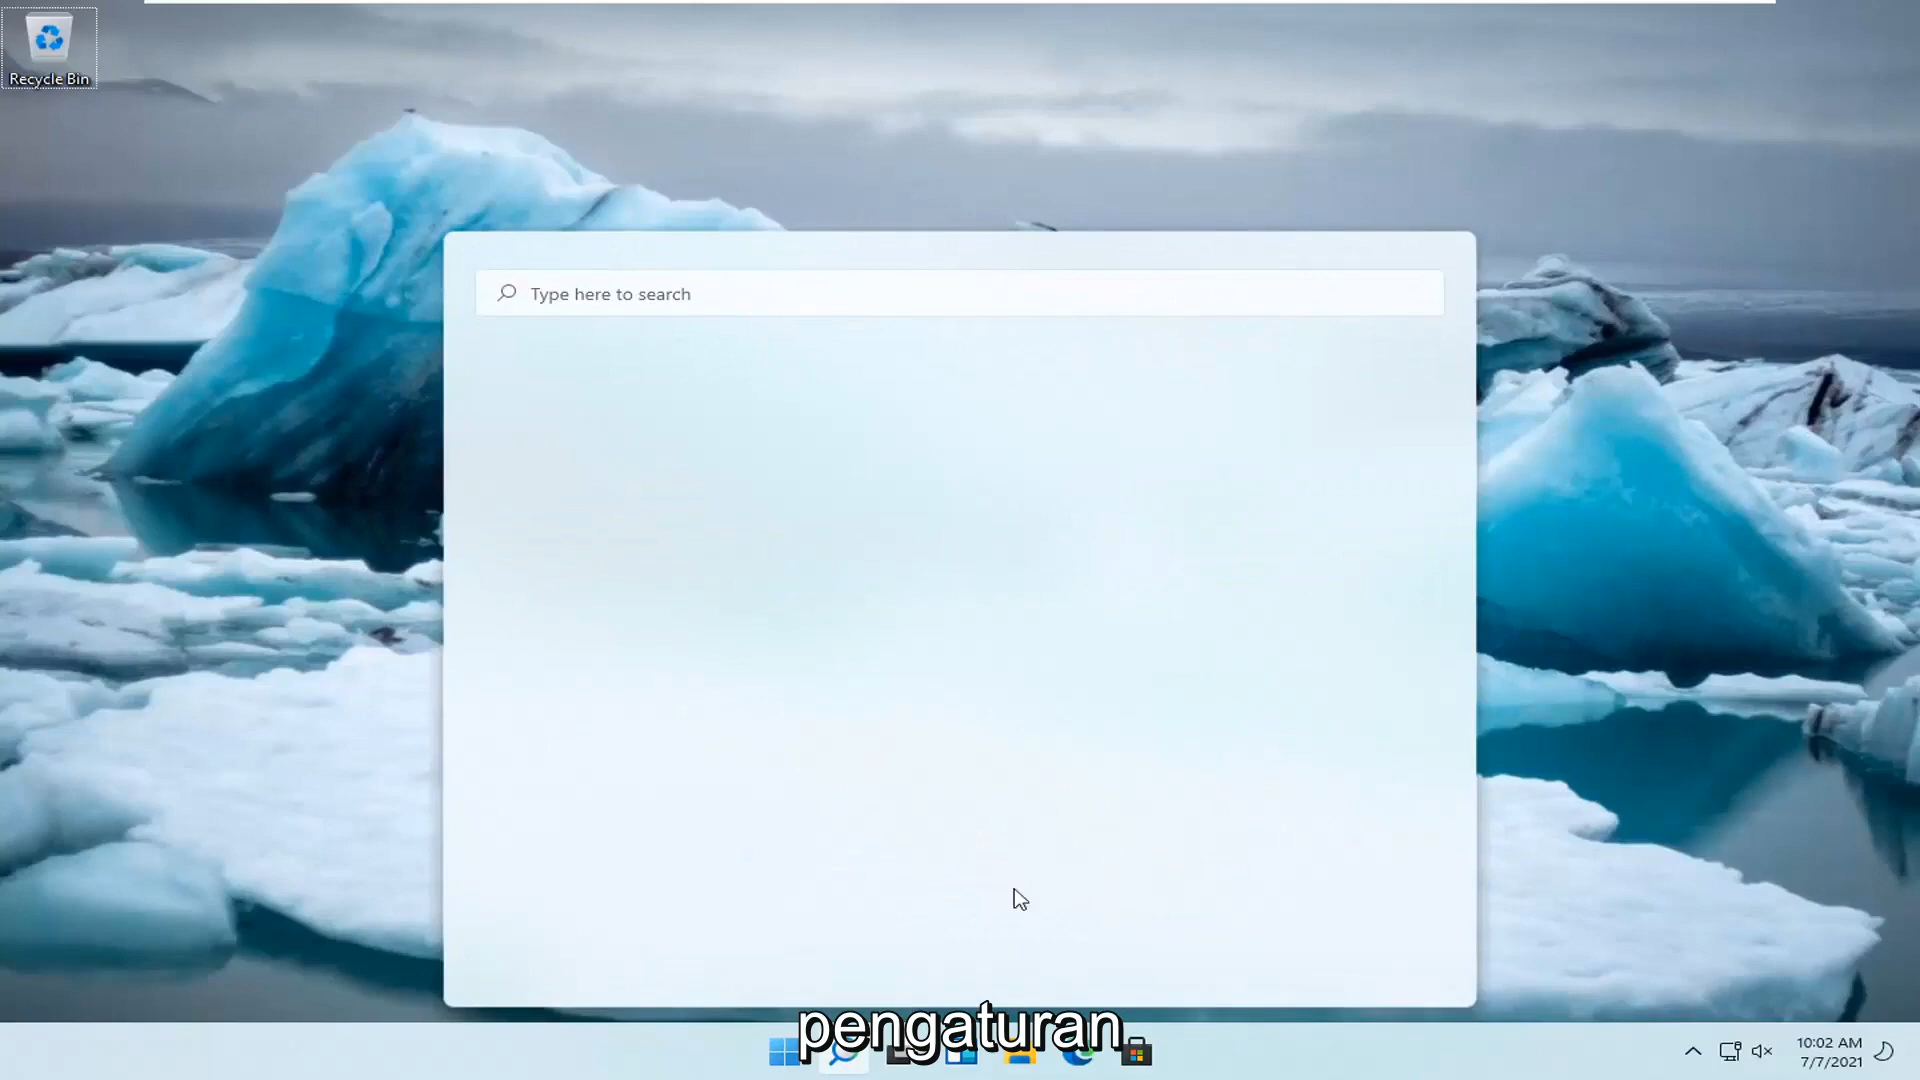 Recycle Bin
Type here to search
pengaturan
10:02 AM
7/7/2021